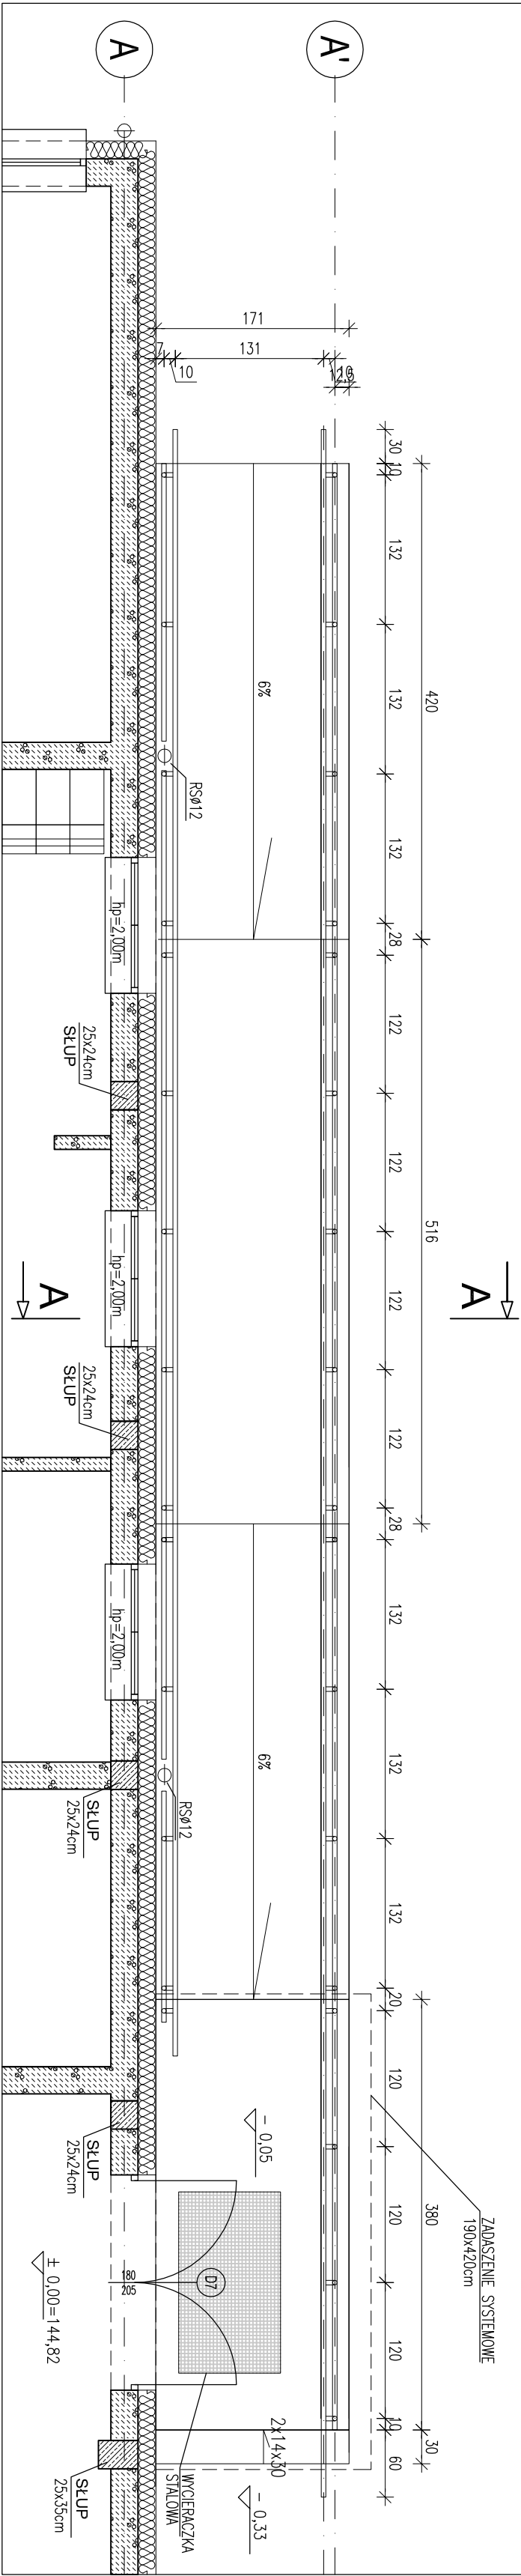 A
A'
171
7
10
131
10
12,5
30
10
132
132
132
28
122
122
122
122
28
132
132
132
20
120
120
120
10
60
420
516
380
30
6%
6%
RSø12
RSø12
hp=2,00m
hp=2,00m
hp=2,00m
25x24cm
SŁUP
25x24cm
SŁUP
SŁUP
25x24cm
SŁUP
25x24cm
SŁUP
25x35cm
A
A
- 0,05
ZADASZENIE SYSTEMOWE
190x420cm
D7
180
205
± 0,00=144,82
2x14x30
WYCIERACZKA
STALOWA
- 0,33